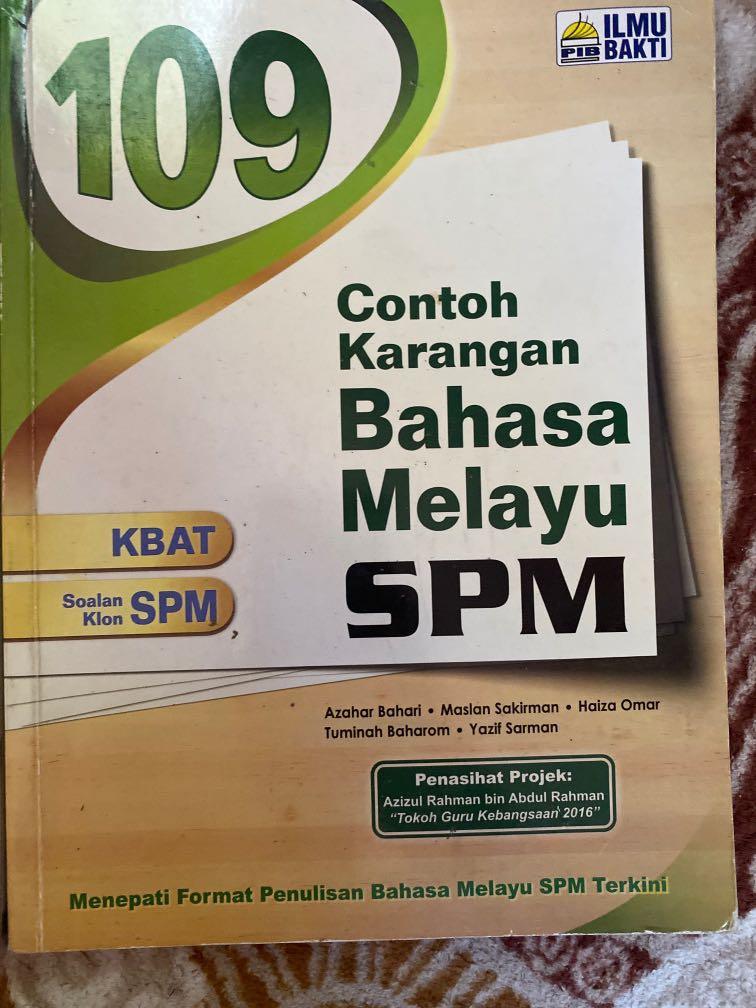 109
PIB
ILMU
BAKTI
Contoh
Karangan
Bahasa
Melayu
SPM
KBAT
Soalan
Klon SPM
Azahar Bahari • Maslan Sakirman • Haiza Omar
Tuminah Baharom • Yazif Sarman
Penasihat Projek:
Azizul Rahman bin Abdul Rahman
“Tokoh Guru Kebangsaan 2016”
Menepati Format Penulisan Bahasa Melayu SPM Terkini